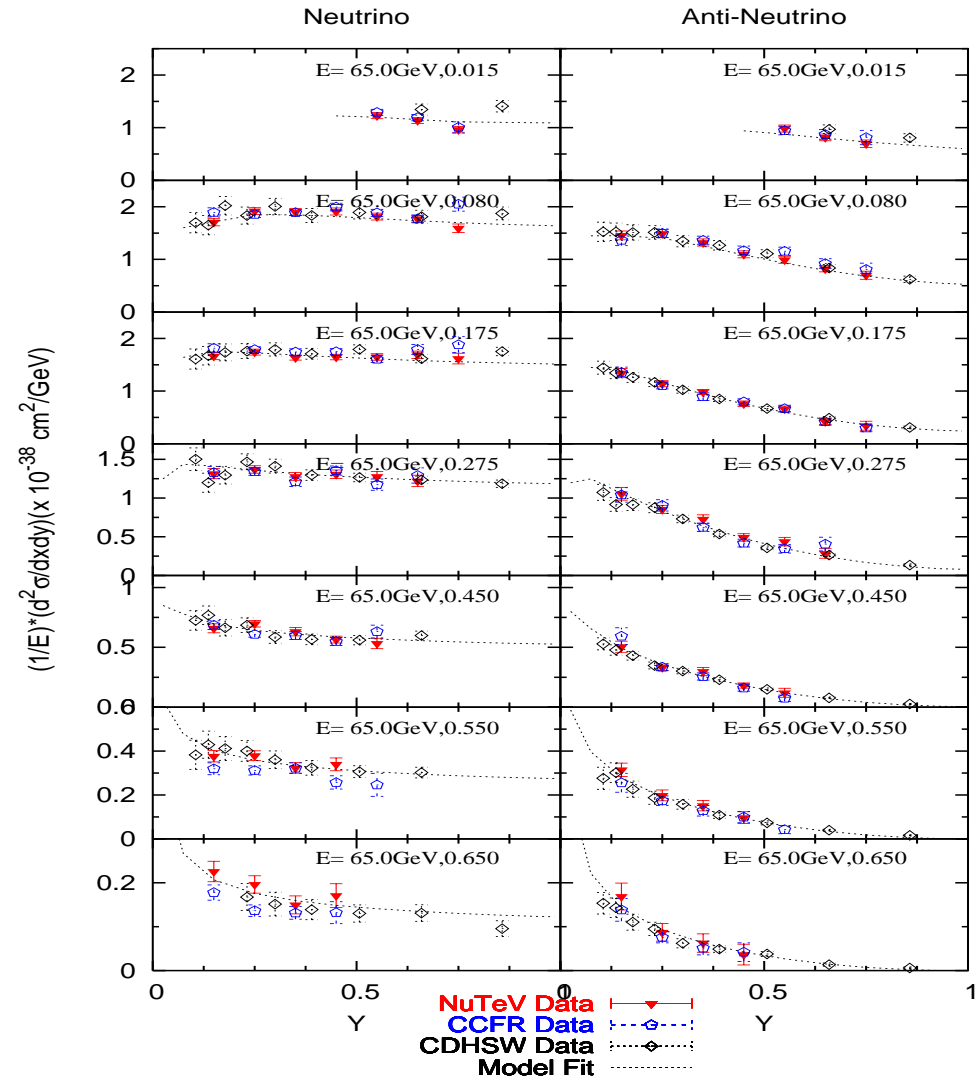 Neutrino Anti-Neutrino
E= 65.0GeV,0.015 E= 65.0GeV,0.015
2
1
0
E= 65.0GeV,0.080 E= 65.0GeV,0.080
2
1
0
E= 65.0GeV,0.175 E= 65.0GeV,0.175
2
1
0
E= 65.0GeV,0.275 E= 65.0GeV,0.275
1.5
1
0.5
0
E= 65.0GeV,0.450 E= 65.0GeV,0.450
1
0.5
0
0.6
E= 65.0GeV,0.550 E= 65.0GeV,0.550
0.4
0.2
0
E= 65.0GeV,0.650 E= 65.0GeV,0.650
0.2
0
(1/E)*(d²σ/dxdy)(x 10⁻³⁸ cm²/GeV)
0 0.5 0 0.5 1
Y Y
NuTeV Data
CCFR Data
CDHSW Data
Model Fit